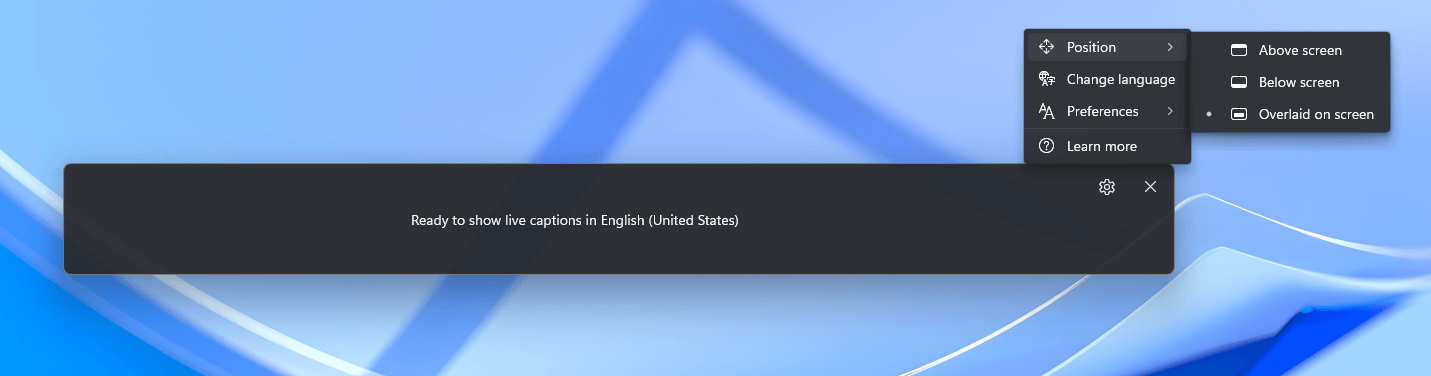 Position
Change language
Preferences
Learn more
Above screen
Below screen
Overlaid on screen
Ready to show live captions in English (United States)